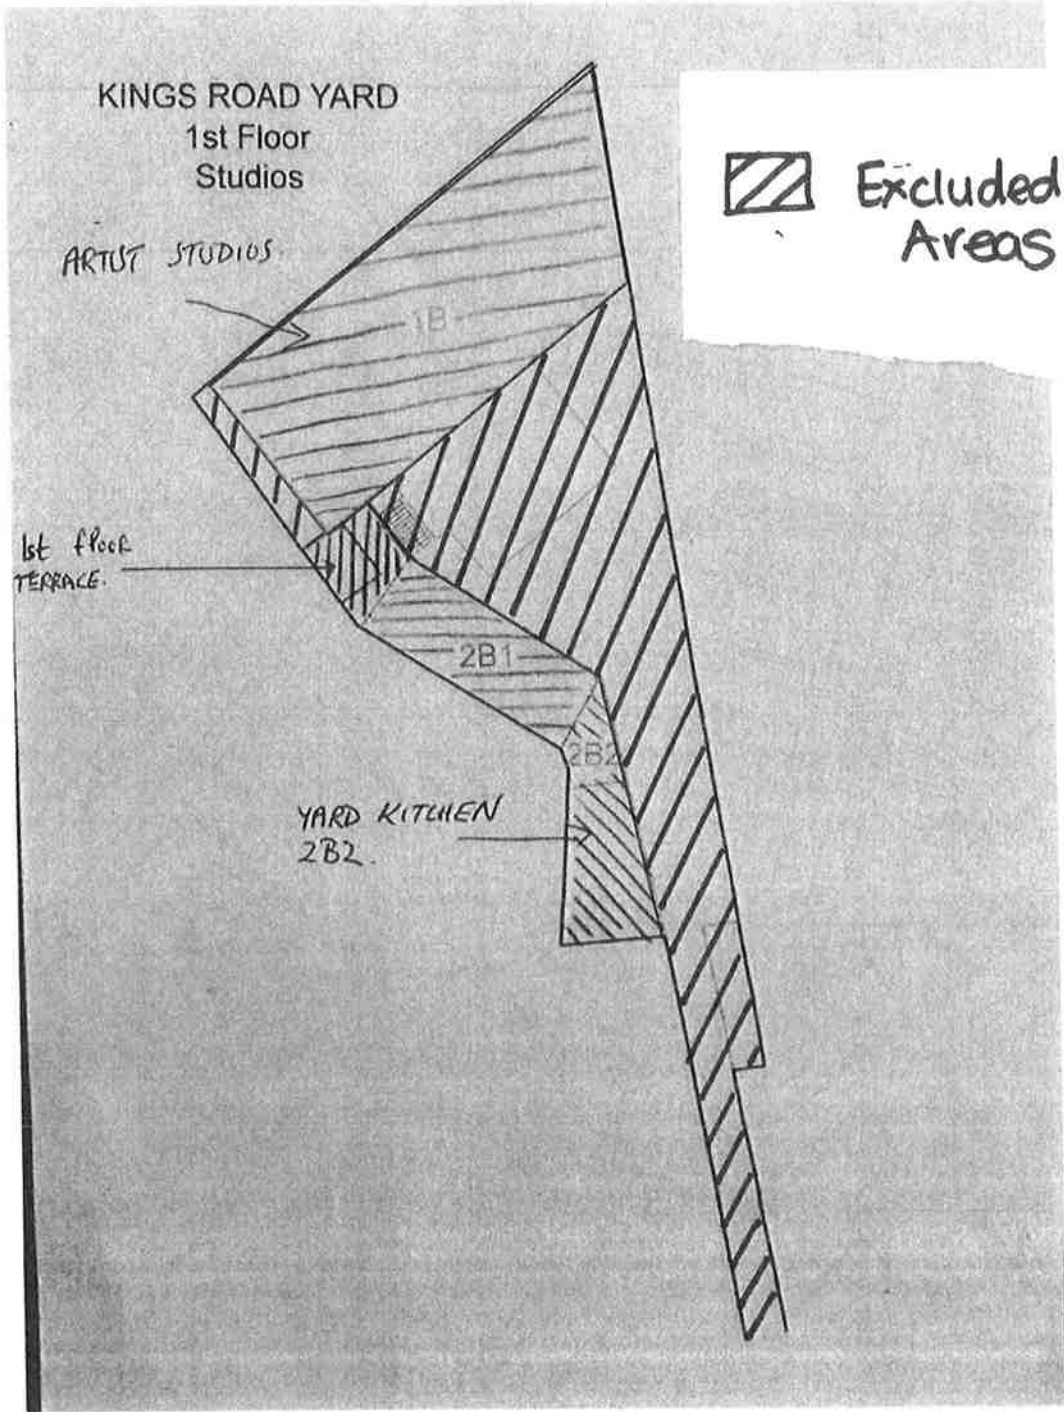 KINGS ROAD YARD
1st Floor
Studios
Excluded
Areas
ARTIST STUDIOS.
1B
1st floor
TERRACE.
2B1
2B2
YARD KITCHEN
2B2.